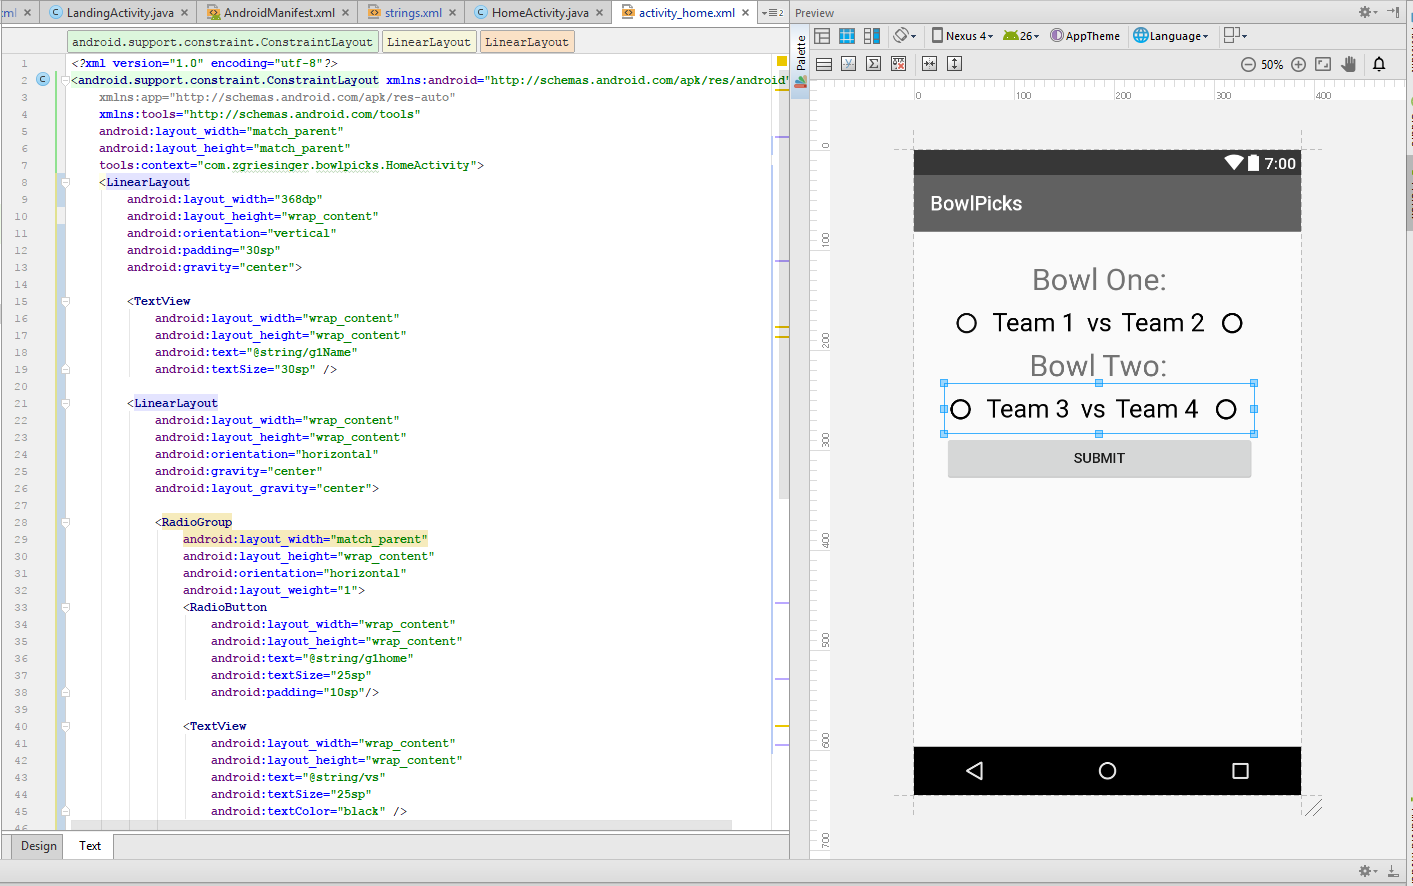 ml
LandingActivity.java
AndroidManifest.xml
strings.xml
HomeActivity.java
activity_home.xml
2
Preview
android.support.constraint.ConstraintLayout
LinearLayout
LinearLayout
Palette
Nexus 4
26
AppTheme
Language
50%
1 <?xml version="1.0" encoding="utf-8"?>
2 <android.support.constraint.ConstraintLayout xmlns:android="http://schemas.android.com/apk/res/android"
3 xmlns:app="http://schemas.android.com/apk/res-auto"
4 xmlns:tools="http://schemas.android.com/tools"
5 android:layout_width="match_parent"
6 android:layout_height="match_parent"
7 tools:context="com.zgriesinger.bowlpicks.HomeActivity">
8 <LinearLayout
9 android:layout_width="368dp"
10 android:layout_height="wrap_content"
11 android:orientation="vertical"
12 android:padding="30sp"
13 android:gravity="center">
14
15 <TextView
16 android:layout_width="wrap_content"
17 android:layout_height="wrap_content"
18 android:text="@string/g1Name"
19 android:textSize="30sp" />
20
21 <LinearLayout
22 android:layout_width="wrap_content"
23 android:layout_height="wrap_content"
24 android:orientation="horizontal"
25 android:gravity="center"
26 android:layout_gravity="center">
27
28 <RadioGroup
29 android:layout_width="match_parent"
30 android:layout_height="wrap_content"
31 android:orientation="horizontal"
32 android:layout_weight="1">
33 <RadioButton
34 android:layout_width="wrap_content"
35 android:layout_height="wrap_content"
36 android:text="@string/g1home"
37 android:textSize="25sp"
38 android:padding="10sp"/>
39
40 <TextView
41 android:layout_width="wrap_content"
42 android:layout_height="wrap_content"
43 android:text="@string/vs"
44 android:textSize="25sp"
45 android:textColor="black" />
46
Design
Text
0 100 200 300 400
0
100
200
300
400
500
600
700
7:00
BowlPicks
Bowl One:
Team 1 vs Team 2
Bowl Two:
Team 3 vs Team 4
SUBMIT